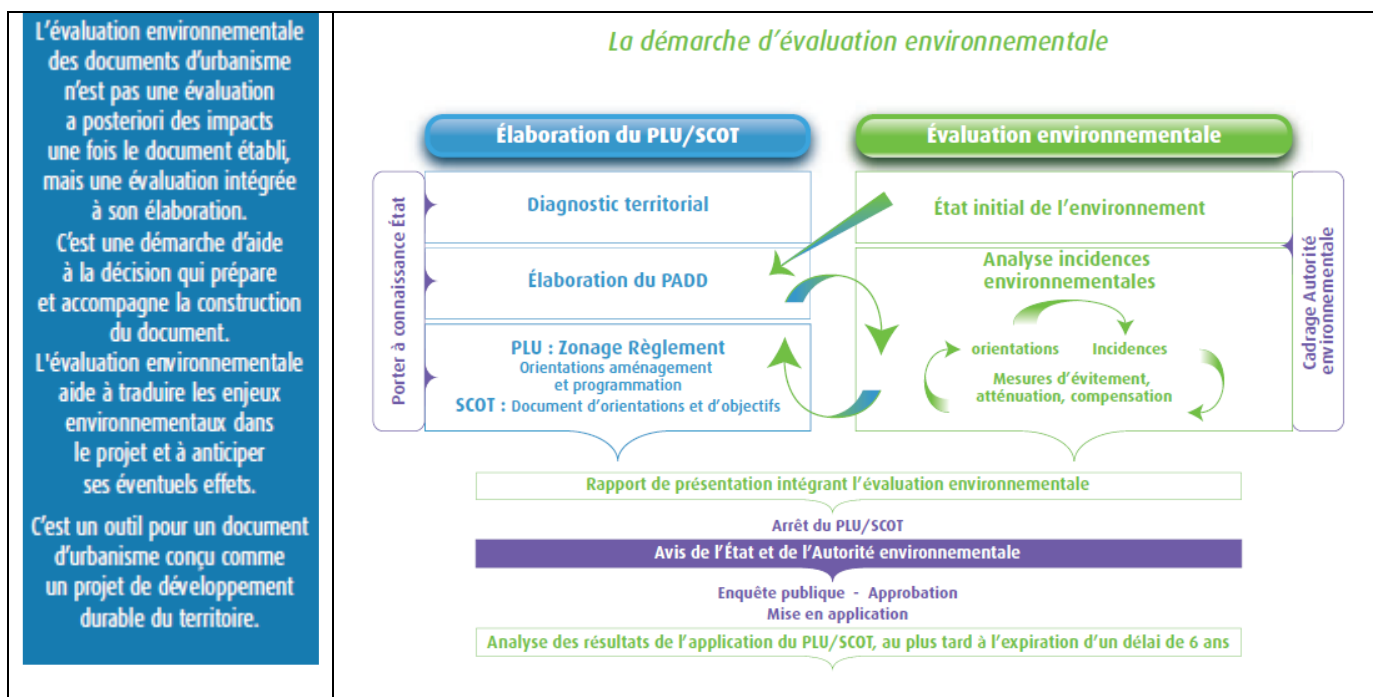 L'évaluation environnementale
des documents d'urbanisme
n'est pas une évaluation
a posteriori des impacts
une fois le document établi,
mais une évaluation intégrée
à son élaboration.
C'est une démarche d'aide
à la décision qui prépare
et accompagne la construction
du document.
L'évaluation environnementale
aide à traduire les enjeux
environnementaux dans
le projet et à anticiper
ses éventuels effets.
C'est un outil pour un document
d'urbanisme conçu comme
un projet de développement
durable du territoire.
La démarche d'évaluation environnementale
Élaboration du PLU/SCOT
Évaluation environnementale
Porter à connaissance État
Diagnostic territorial
État initial de l'environnement
Élaboration du PADD
Analyse incidences
environnementales
PLU : Zonage Règlement
Orientations aménagement
et programmation
SCOT : Document d'orientations et d'objectifs
orientations
Incidences
Mesures d'évitement,
atténuation, compensation
Cadrage Autorité
environnementale
Rapport de présentation intégrant l'évaluation environnementale
Arrêt du PLU/SCOT
Avis de l'État et de l'Autorité environnementale
Enquête publique - Approbation
Mise en application
Analyse des résultats de l'application du PLU/SCOT, au plus tard à l'expiration d'un délai de 6 ans